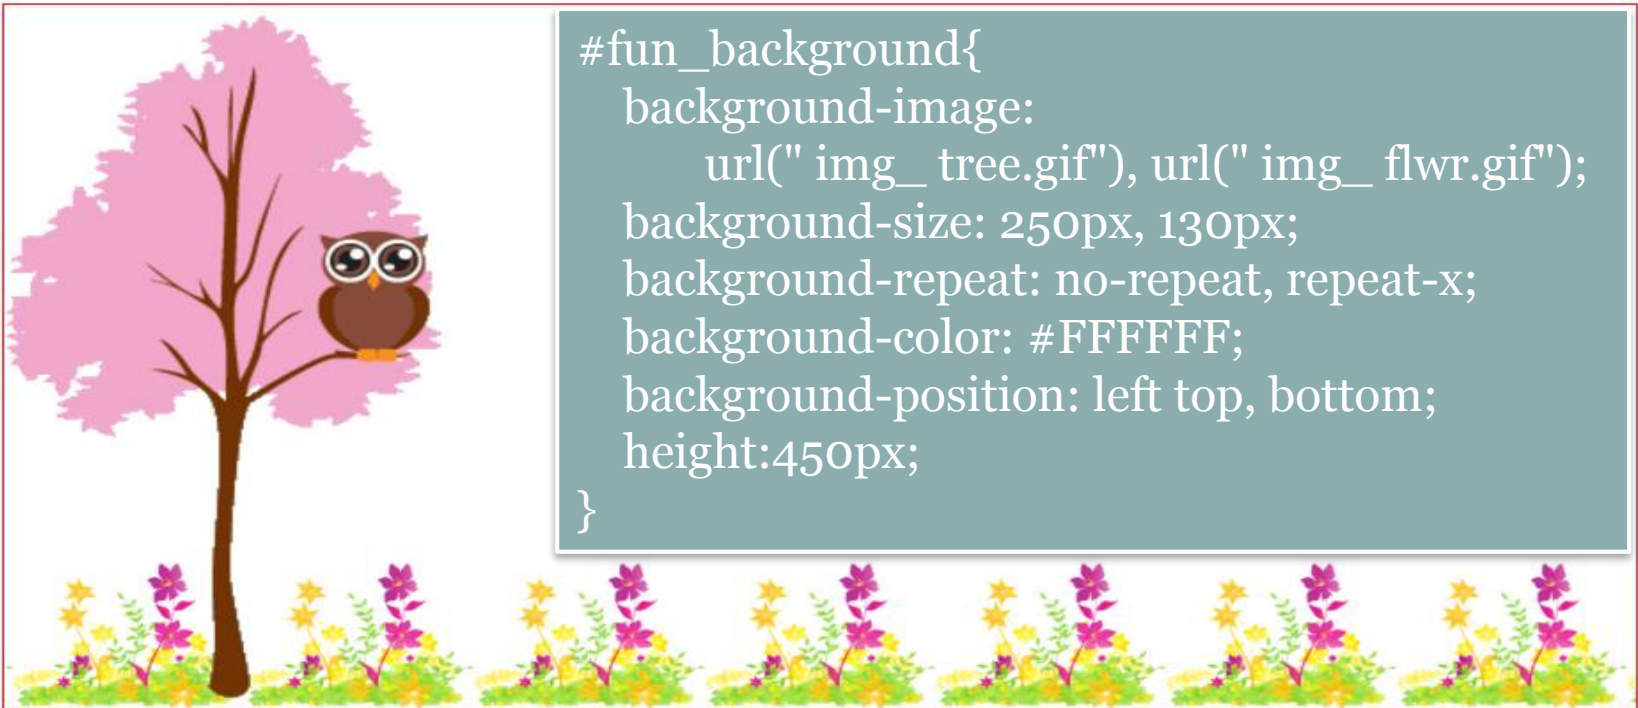 #fun_background{
background-image:
url(" img_ tree.gif"), url(" img_ flwr.gif");
background-size: 250px, 130px;
background-repeat: no-repeat, repeat-x;
background-color: #FFFFFF;
background-position: left top, bottom;
height:450px;
}